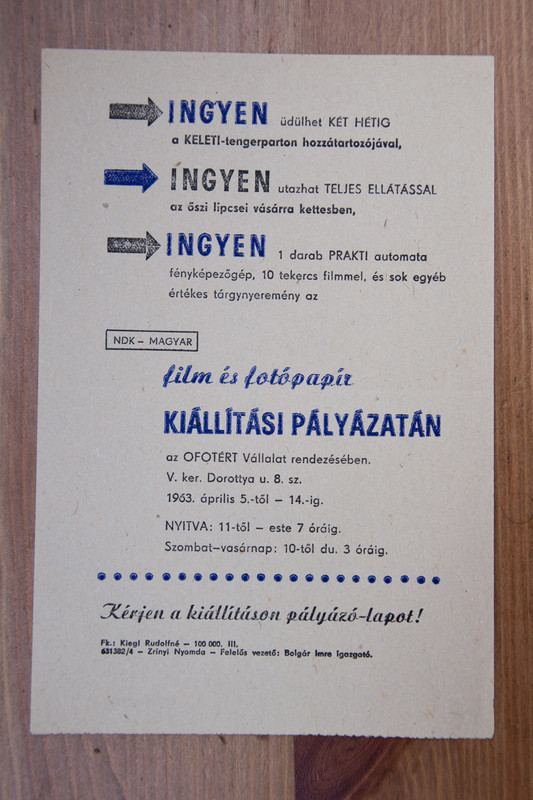 INGYEN üdülhet KÉT HÉTIG
a KELETI-tengerparton hozzátartozójával,
INGYEN utazhat TELJES ELLÁTÁSSAL
az őszi lipcsei vásárra kettesben,
INGYEN 1 darab PRAKTI automata
fényképezőgép, 10 tekercs filmmel, és sok egyéb
értékes tárgynyeremény az
NDK – MAGYAR
film és fotópapír
KIÁLLÍTÁSI PÁLYÁZATÁN
az OFOTÉRT Vállalat rendezésében.
V. ker. Dorottya u. 8. sz.
1963. április 5.-től – 14.-ig.
NYITVA: 11-től – este 7 óráig.
Szombat-vasárnap: 10-től du. 3 óráig.
Kérjen a kiállításon pályázó-lapot!
Fk.: Kiegl Rudolfné – 100 000. III.
631382/4 – Zrínyi Nyomda – Felelős vezető: Bolgár Imre igazgató.